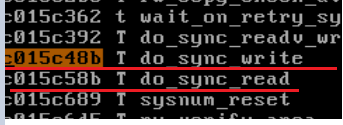 c015c362 t wait_on_retry_sy
c015c392 T do_sync_readv_wr
c015c48b T do_sync_write
c015c58b T do_sync_read
c015c689 T sysnum_reset